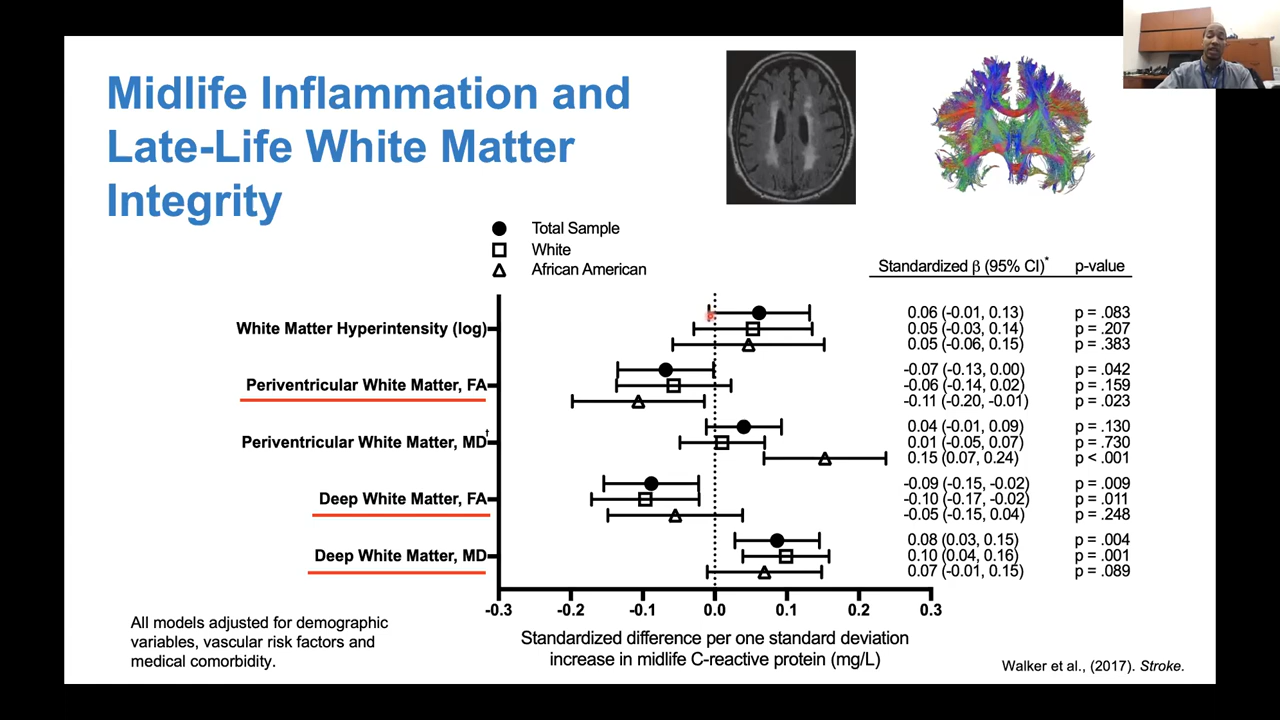 Midlife Inflammation and
Late-Life White Matter
Integrity
Total Sample
White
African American
Standardized β (95% CI)* p-value
White Matter Hyperintensity (log)
0.06 (-0.01, 0.13) p = .083
0.05 (-0.03, 0.14) p = .207
0.05 (-0.06, 0.15) p = .383
Periventricular White Matter, FA
-0.07 (-0.13, 0.00) p = .042
-0.06 (-0.14, 0.02) p = .159
-0.11 (-0.20, -0.01) p = .023
Periventricular White Matter, MD†
0.04 (-0.01, 0.09) p = .130
0.01 (-0.05, 0.07) p = .730
0.15 (0.07, 0.24) p < .001
Deep White Matter, FA
-0.09 (-0.15, -0.02) p = .009
-0.10 (-0.17, -0.02) p = .011
-0.05 (-0.15, 0.04) p = .248
Deep White Matter, MD
0.08 (0.03, 0.15) p = .004
0.10 (0.04, 0.16) p = .001
0.07 (-0.01, 0.15) p = .089
-0.3 -0.2 -0.1 0.0 0.1 0.2 0.3
Standardized difference per one standard deviation
increase in midlife C-reactive protein (mg/L)
All models adjusted for demographic
variables, vascular risk factors and
medical comorbidity.
Walker et al., (2017). Stroke.